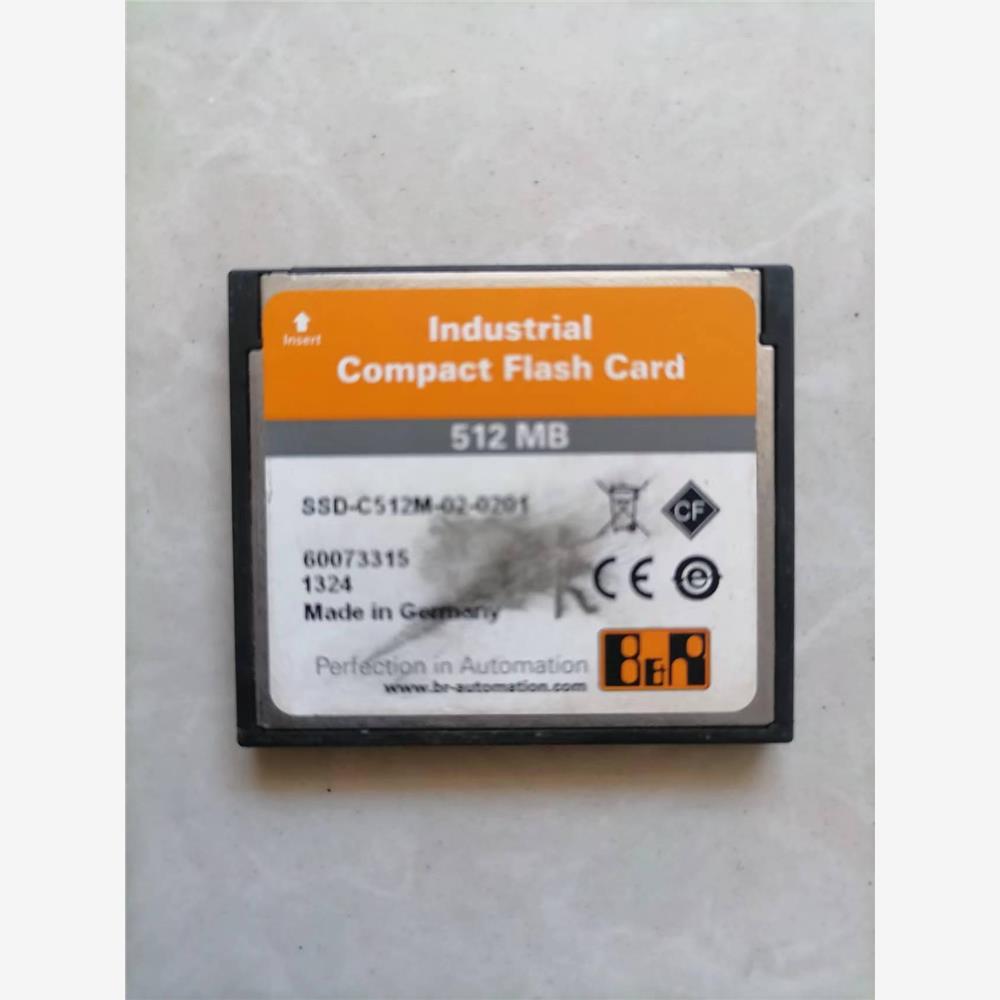 Insert
Industrial
Compact Flash Card
512 MB
SSD-C512M-02-0201
CF
60073315
1324
Made in Germany
CE
e
Perfection in Automation
www.br-automation.com
B&R